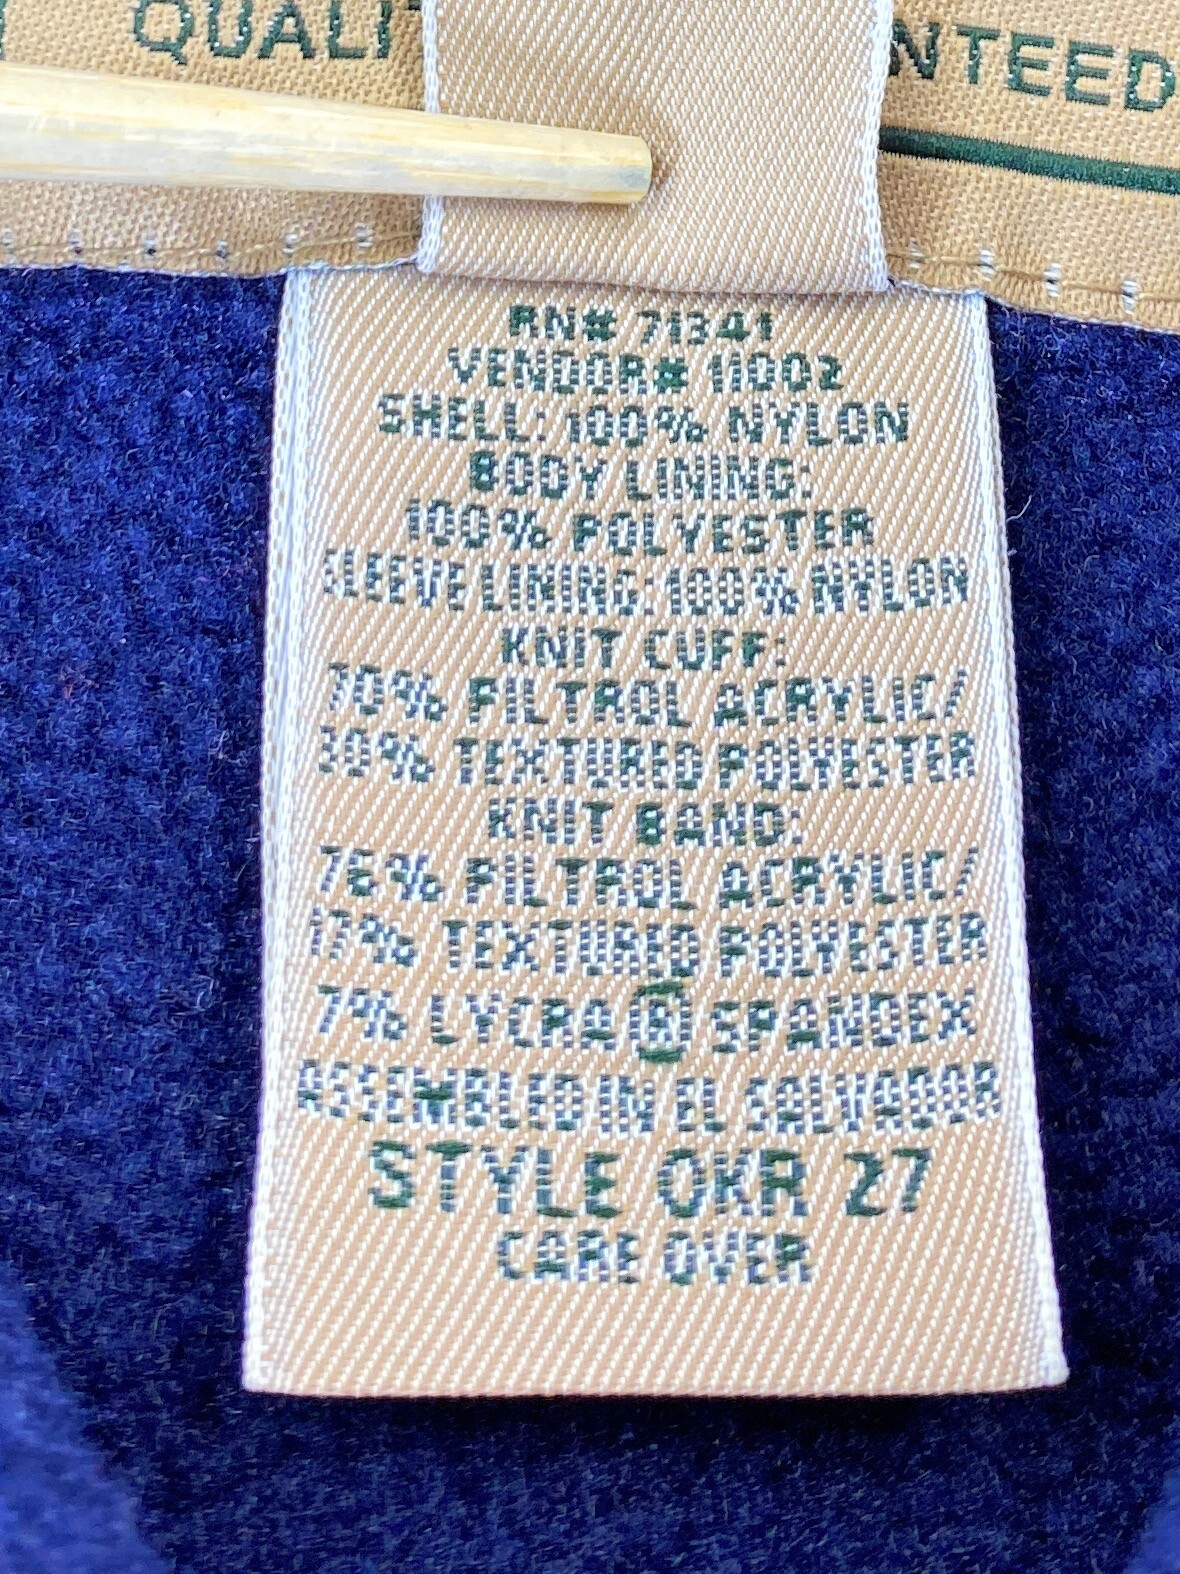 QUALI NTEED
RN# 71341
VENDOR# 11002
SHELL: 100% NYLON
BODY LINING:
100% POLYESTER
SLEEVE LINING: 100% NYLON
KNIT CUFF:
70% FILTROL ACRYLIC/
30% TEXTURED POLYESTER
KNIT BAND:
76% FILTROL ACRYLIC/
17% TEXTURED POLYESTER
7% LYCRA® SPANDEX
ASSEMBLED IN EL SALVADOR
STYLE OKR 27
CARE OVER